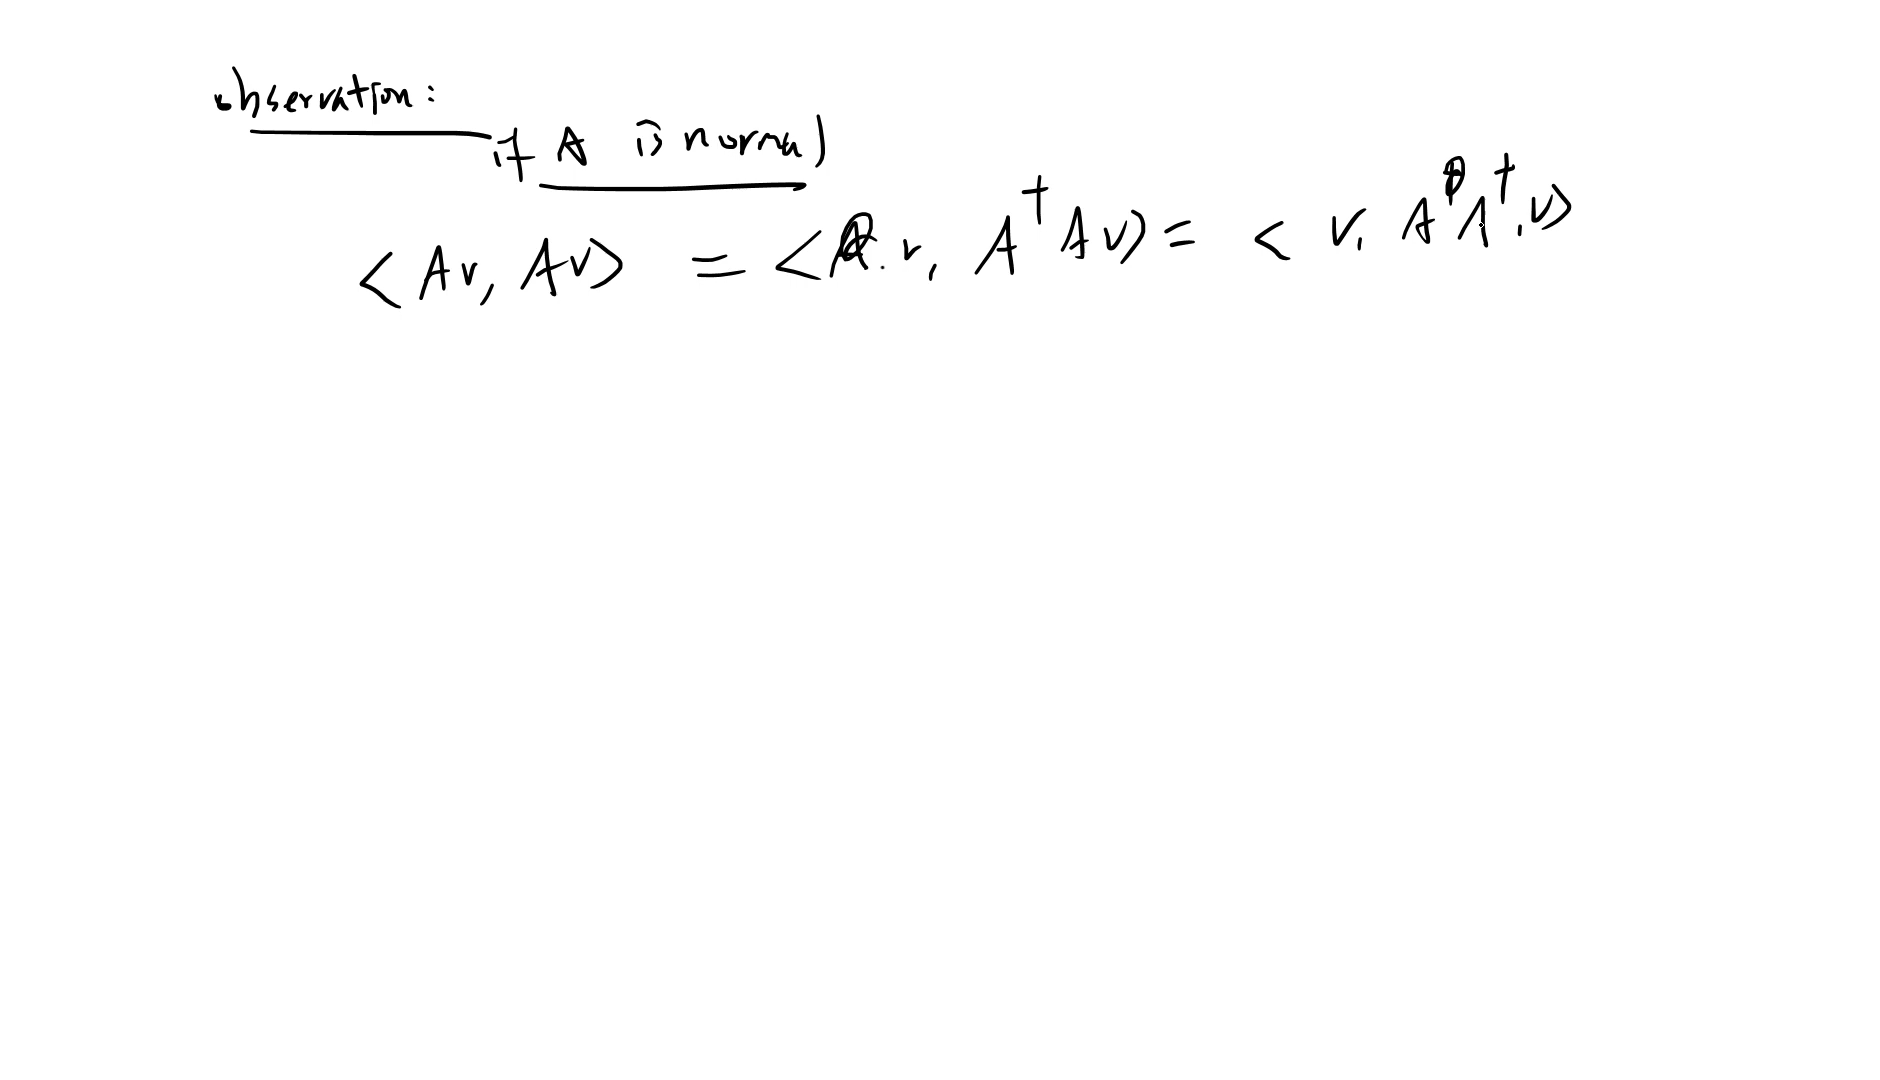 observation:
if A is normal
<Av, Av> = < v, A†Av> = < v, AA†v>